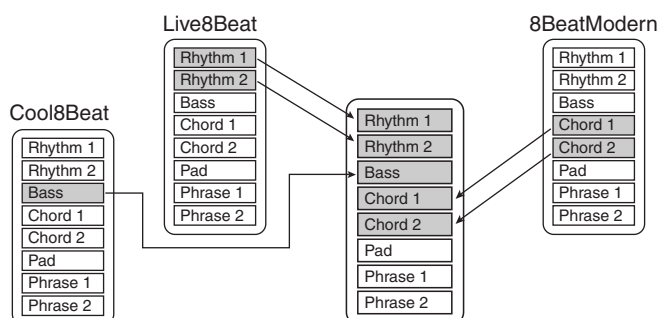 Live8Beat
Rhythm 1
Rhythm 2
Bass
Chord 1
Chord 2
Pad
Phrase 1
Phrase 2
8BeatModern
Rhythm 1
Rhythm 2
Bass
Chord 1
Chord 2
Pad
Phrase 1
Phrase 2
Cool8Beat
Rhythm 1
Rhythm 2
Bass
Chord 1
Chord 2
Pad
Phrase 1
Phrase 2
Rhythm 1
Rhythm 2
Bass
Chord 1
Chord 2
Pad
Phrase 1
Phrase 2